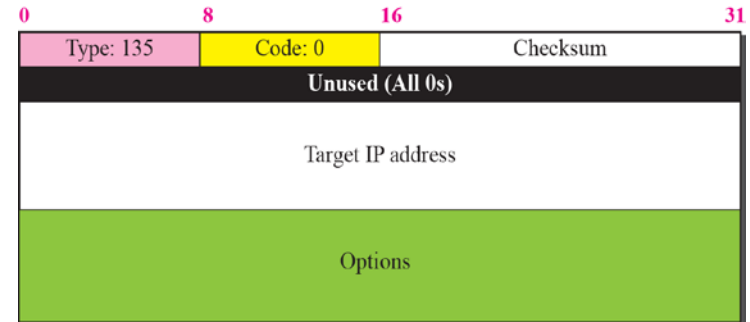 0 8 16 31
Type: 135 Code: 0 Checksum
Unused (All 0s)
Target IP address
Options